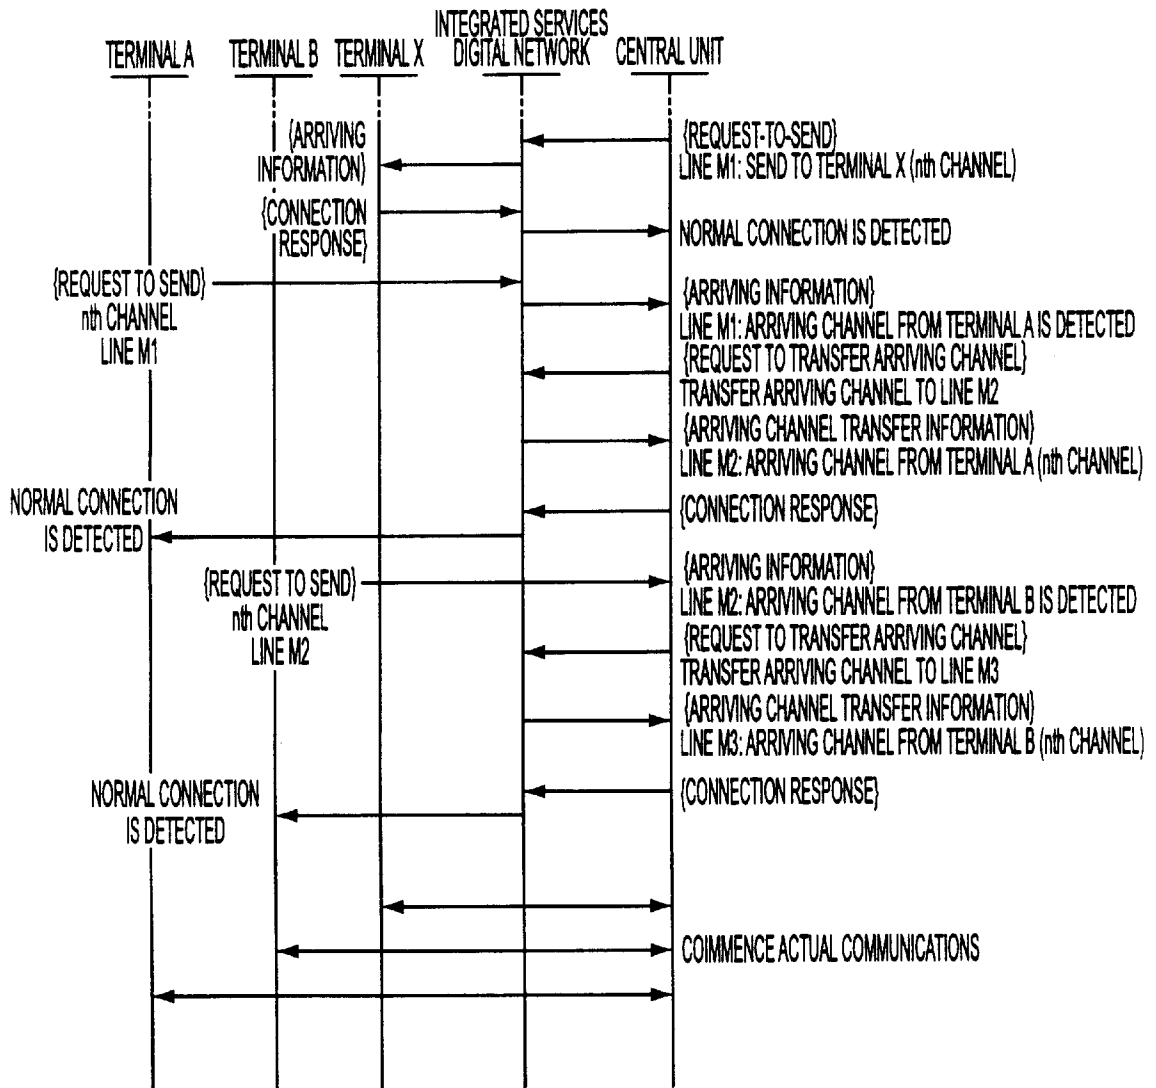 TERMINAL A
TERMINAL B
TERMINAL X
INTEGRATED SERVICES
DIGITAL NETWORK
CENTRAL UNIT
{ARRIVING
INFORMATION}
{REQUEST-TO-SEND}
LINE M1: SEND TO TERMINAL X (nth CHANNEL)
{CONNECTION
RESPONSE}
NORMAL CONNECTION IS DETECTED
{REQUEST TO SEND}
nth CHANNEL
LINE M1
{ARRIVING INFORMATION}
LINE M1: ARRIVING CHANNEL FROM TERMINAL A IS DETECTED
{REQUEST TO TRANSFER ARRIVING CHANNEL}
TRANSFER ARRIVING CHANNEL TO LINE M2
{ARRIVING CHANNEL TRANSFER INFORMATION}
LINE M2: ARRIVING CHANNEL FROM TERMINAL A (nth CHANNEL)
NORMAL CONNECTION
IS DETECTED
{CONNECTION RESPONSE}
{REQUEST TO SEND}
nth CHANNEL
LINE M2
{ARRIVING INFORMATION}
LINE M2: ARRIVING CHANNEL FROM TERMINAL B IS DETECTED
{REQUEST TO TRANSFER ARRIVING CHANNEL}
TRANSFER ARRIVING CHANNEL TO LINE M3
{ARRIVING CHANNEL TRANSFER INFORMATION}
LINE M3: ARRIVING CHANNEL FROM TERMINAL B (nth CHANNEL)
NORMAL CONNECTION
IS DETECTED
{CONNECTION RESPONSE}
COIMMENCE ACTUAL COMMUNICATIONS